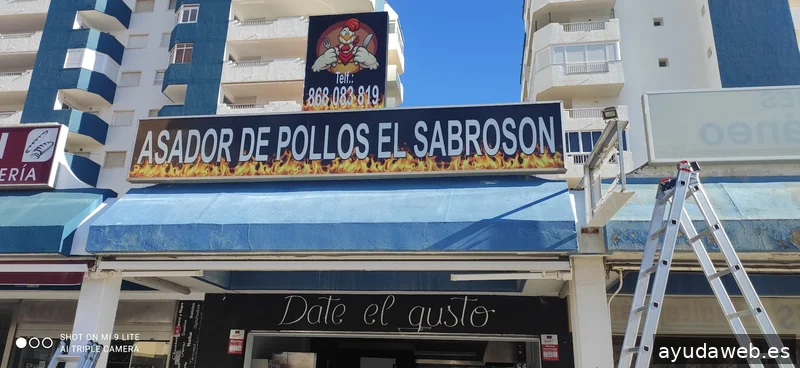 Telf.:
868 083 819
ASADOR DE POLLOS EL SABROSON
ERÍA
áneo
Date el gusto
SHOT ON MI 9 LITE
AI TRIPLE CAMERA
ayudaweb.es